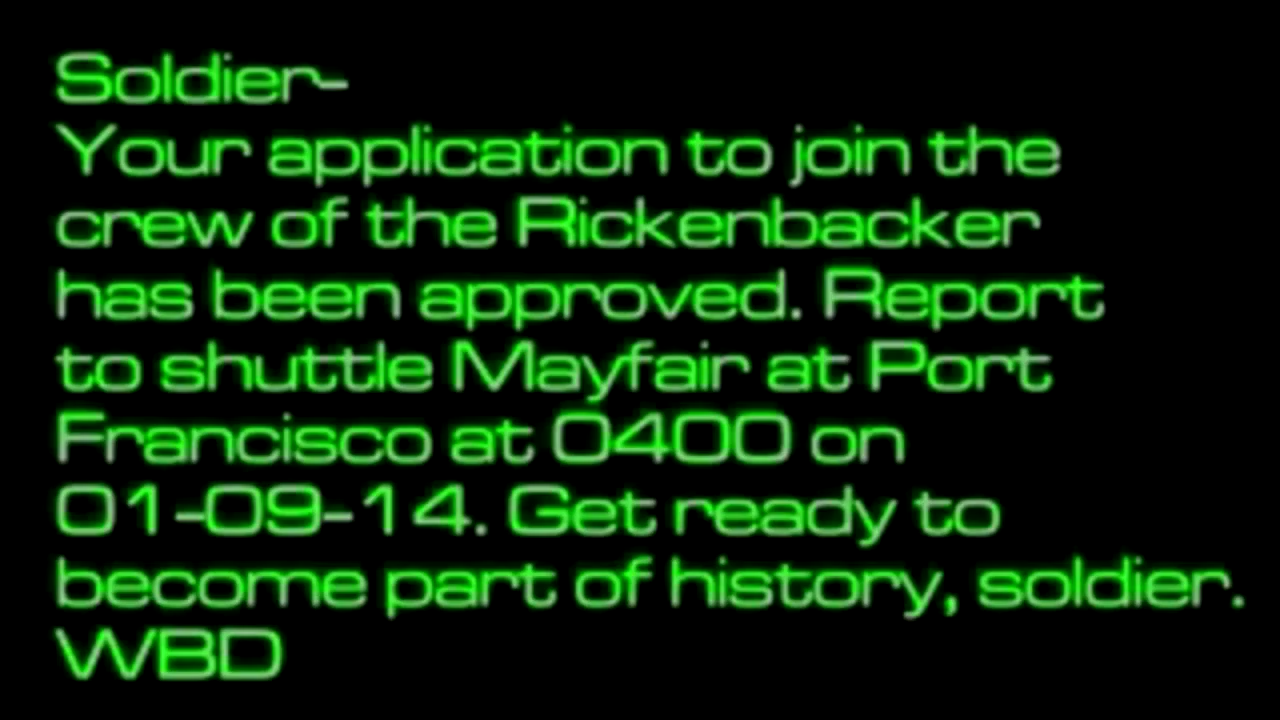 Soldier-
Your application to join the
crew of the Rickenbacker
has been approved. Report
to shuttle Mayfair at Port
Francisco at 0400 on
01-09-14. Get ready to
become part of history, soldier.
WBD